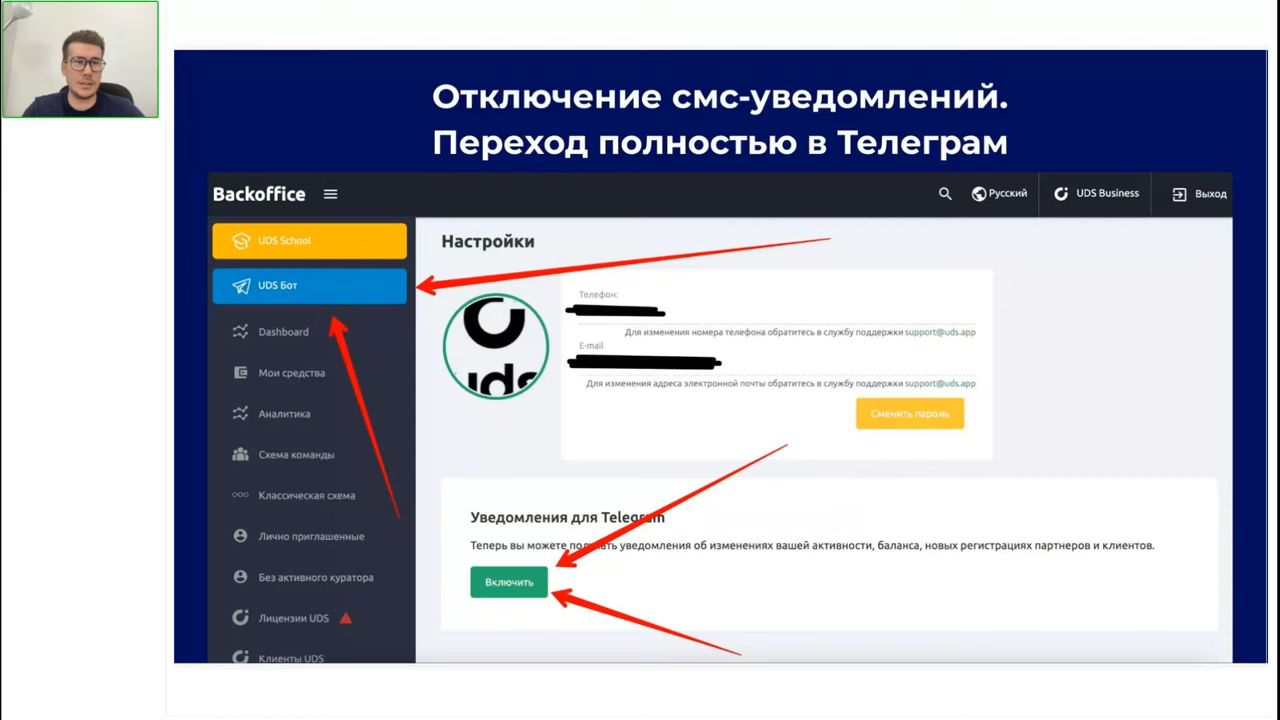 Отключение смс-уведомлений.
Переход полностью в Телеграм
Backoffice
Русский
UDS Business
Выход
UDS School
UDS Бот
Dashboard
Мои средства
Аналитика
Схема команды
Классическая схема
Лично приглашенные
Без активного куратора
Лицензии UDS
Клиенты UDS
Настройки
uds
Телефон:
Для изменения номера телефона обратитесь в службу поддержки support@uds.app
E-mail
Для изменения адреса электронной почты обратитесь в службу поддержки support@uds.app
Сменить пароль
Уведомления для Telegram
Теперь вы можете получать уведомления об изменениях вашей активности, баланса, новых регистрациях партнеров и клиентов.
Включить